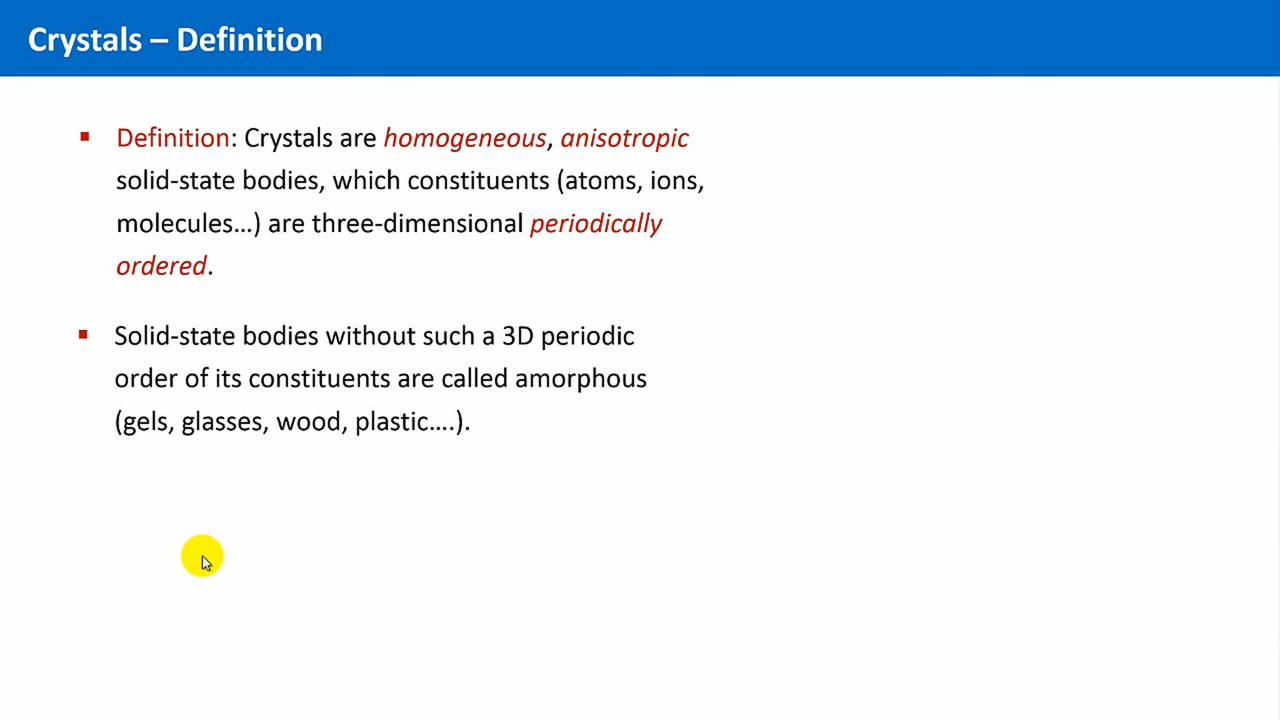 Crystals – Definition
Definition: Crystals are homogeneous, anisotropic
solid-state bodies, which constituents (atoms, ions,
molecules…) are three-dimensional periodically
ordered.
Solid-state bodies without such a 3D periodic
order of its constituents are called amorphous
(gels, glasses, wood, plastic….).